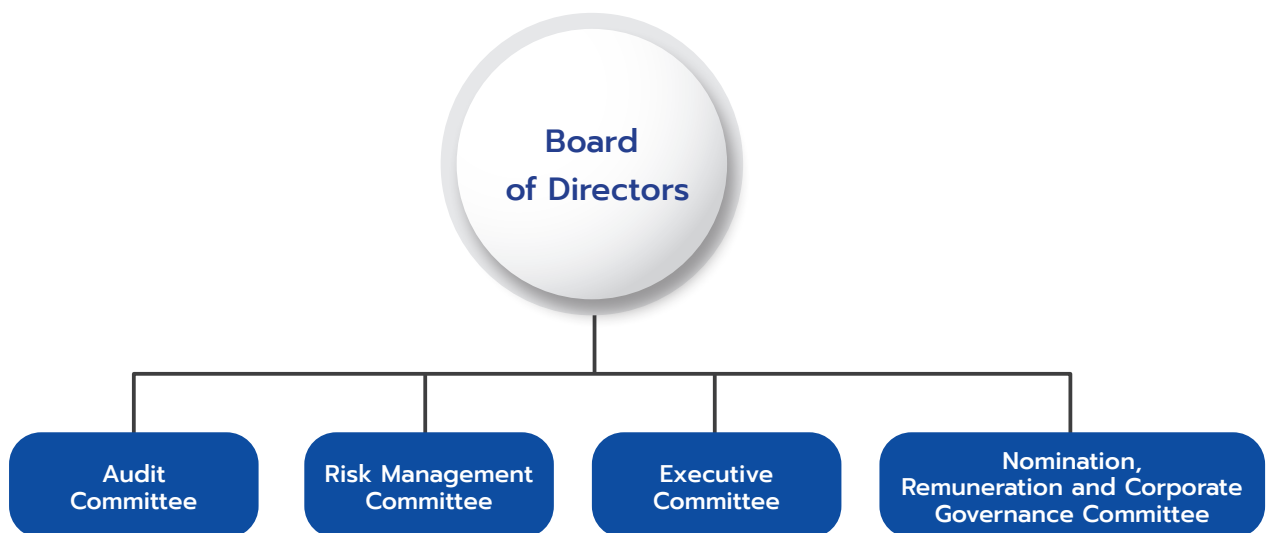 Board
of Directors
Audit
Committee
Risk Management
Committee
Executive
Committee
Nomination,
Remuneration and Corporate
Governance Committee